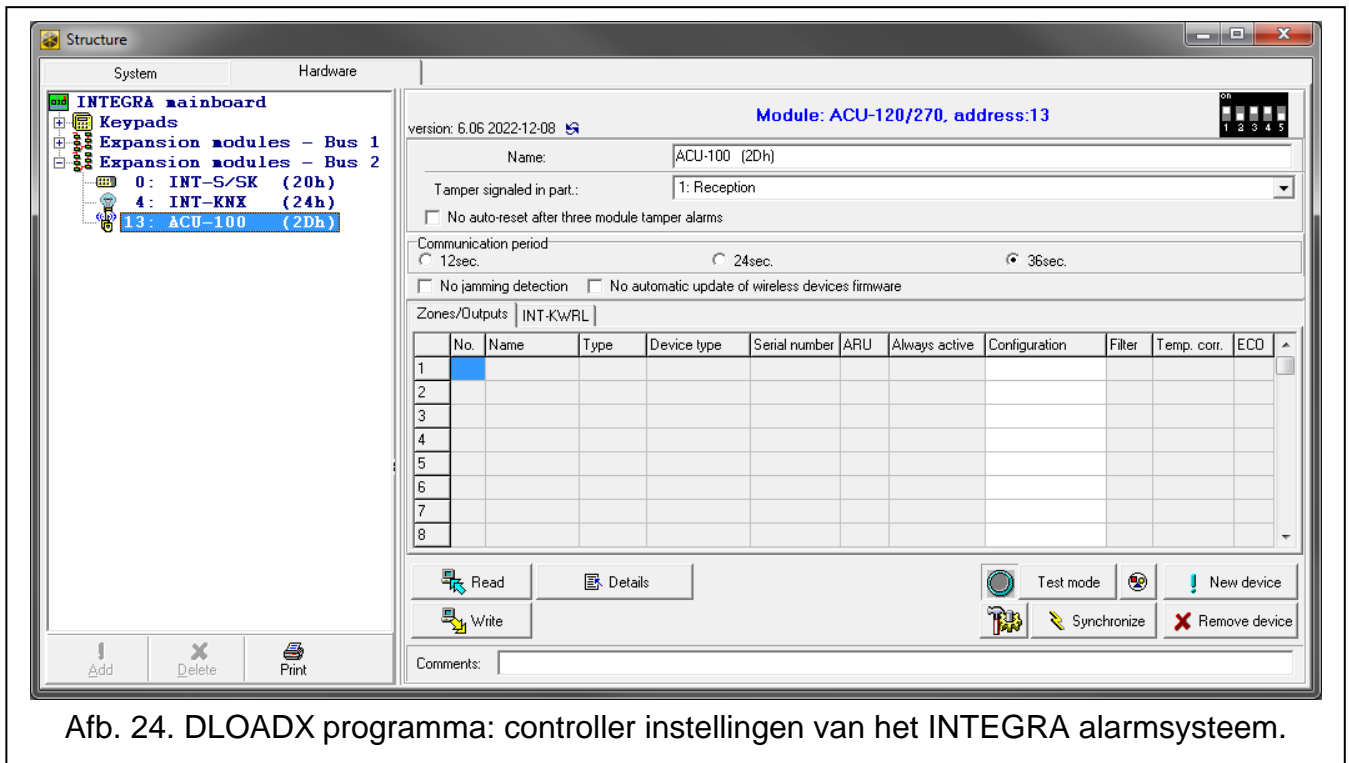 Structure
System Hardware
INTEGRA mainboard
Keypads
Expansion modules - Bus 1
Expansion modules - Bus 2
0: INT-S/SK (20h)
4: INT-KNX (24h)
13: ACU-100 (2Dh)
Add Delete Print
version: 6.06 2022-12-08
Module: ACU-120/270, address:13
on
1 2 3 4 5
Name: ACU-100 (2Dh)
Tamper signaled in part.: 1: Reception
No auto-reset after three module tamper alarms
Communication period
12sec. 24sec. 36sec.
No jamming detection No automatic update of wireless devices firmware
Zones/Outputs INT-KWRL
No. Name Type Device type Serial number ARU Always active Configuration Filter Temp. corr. ECO
1
2
3
4
5
6
7
8
Read Details Test mode New device
Write Synchronize Remove device
Comments:
Afb. 24. DLOADX programma: controller instellingen van het INTEGRA alarmsysteem.